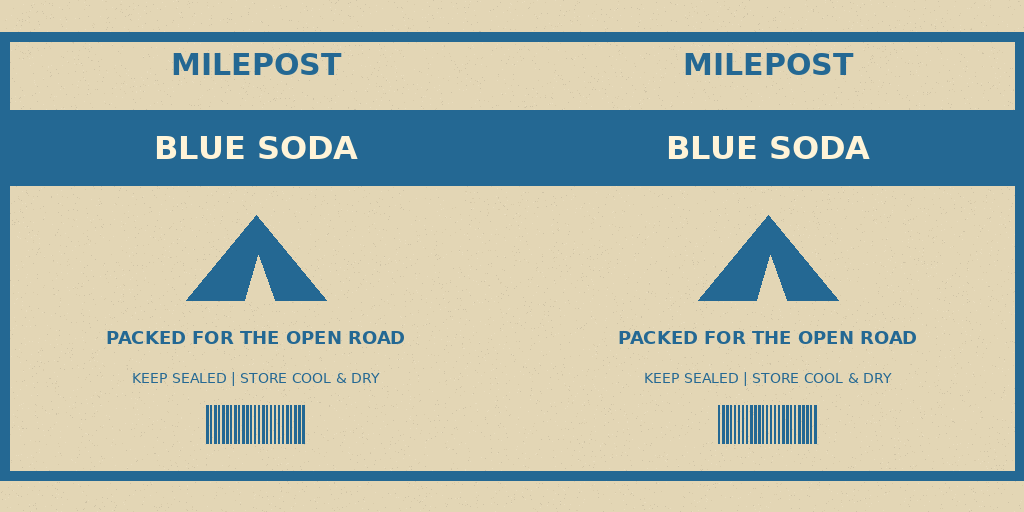 MILEPOST
BLUE SODA
PACKED FOR THE OPEN ROAD
KEEP SEALED | STORE COOL & DRY
MILEPOST
BLUE SODA
PACKED FOR THE OPEN ROAD
KEEP SEALED | STORE COOL & DRY